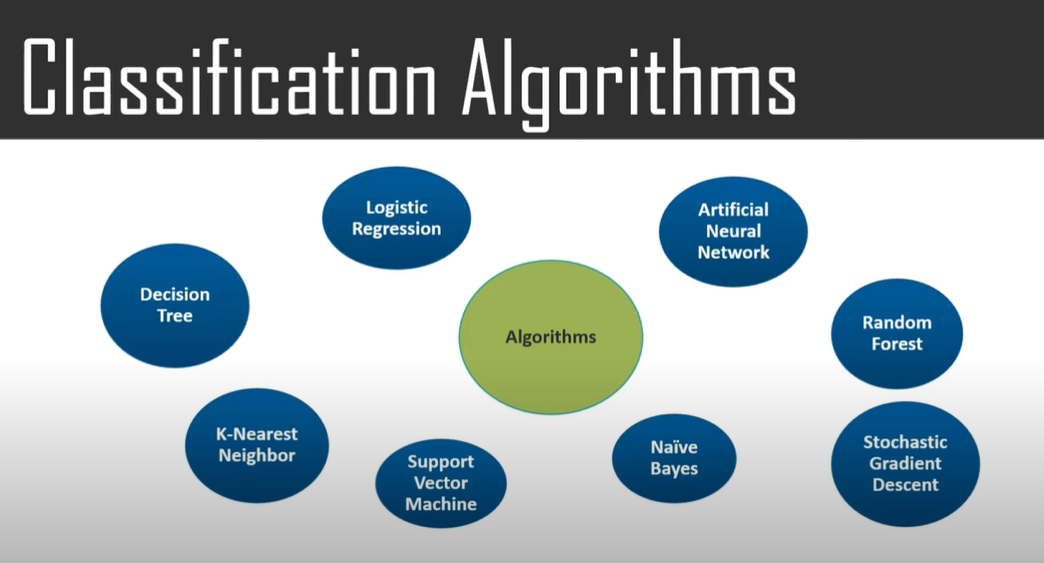 Classification Algorithms
Logistic
Regression
Artificial
Neural
Network
Decision
Tree
Algorithms
Random
Forest
K-Nearest
Neighbor
Support
Vector
Machine
Naïve
Bayes
Stochastic
Gradient
Descent